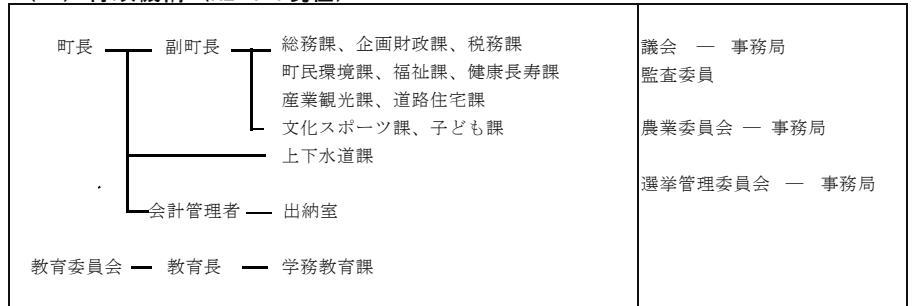 町長 副町長 総務課、企画財政課、税務課
町民環境課、福祉課、健康長寿課
産業観光課、道路住宅課
文化スポーツ課、子ども課
上下水道課
会計管理者 出納室
教育委員会 教育長 学務教育課
議会 ― 事務局
監査委員
農業委員会 ― 事務局
選挙管理委員会 ― 事務局